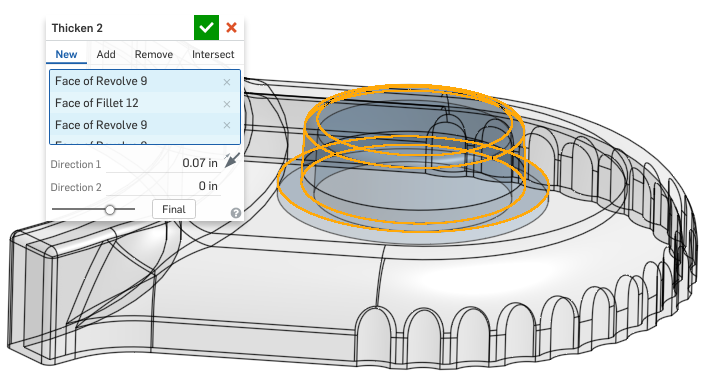 Thicken 2
New Add Remove Intersect
Face of Revolve 9
Face of Fillet 12
Face of Revolve 9
Direction 1 0.07 in
Direction 2 0 in
Final